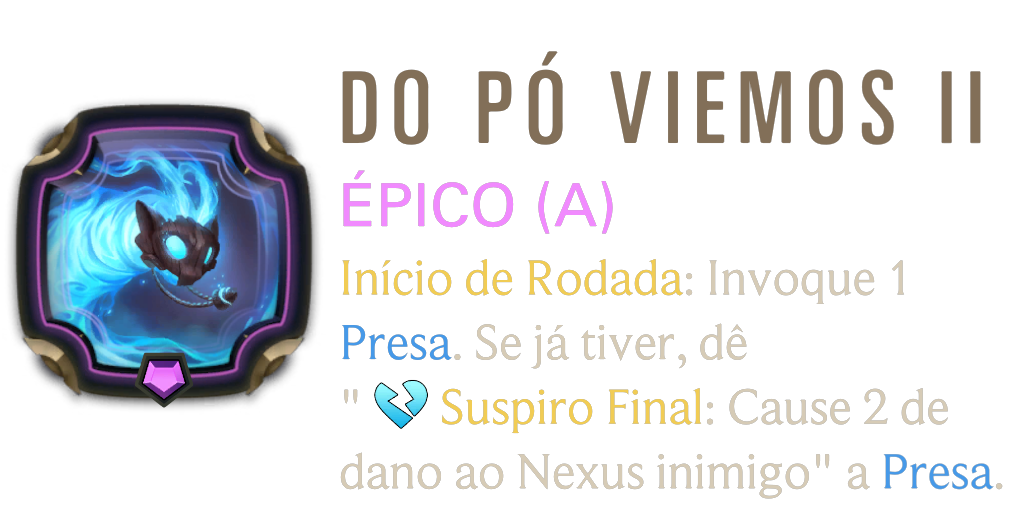 DO PÓ VIEMOS II
ÉPICO (A)
Início de Rodada: Invoque 1
Presa. Se já tiver, dê
" Suspiro Final: Cause 2 de
dano ao Nexus inimigo" a Presa.